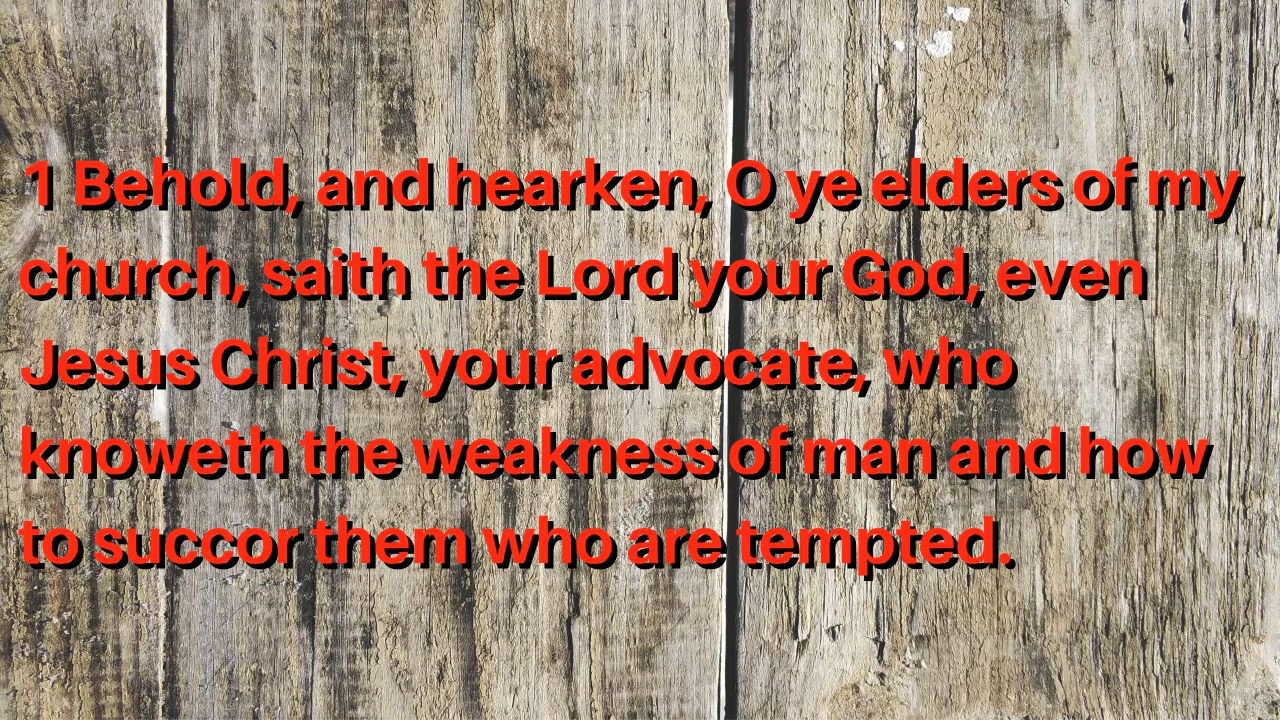 1 Behold, and hearken, O ye elders of my
church, saith the Lord your God, even
Jesus Christ, your advocate, who
knoweth the weakness of man and how
to succor them who are tempted.